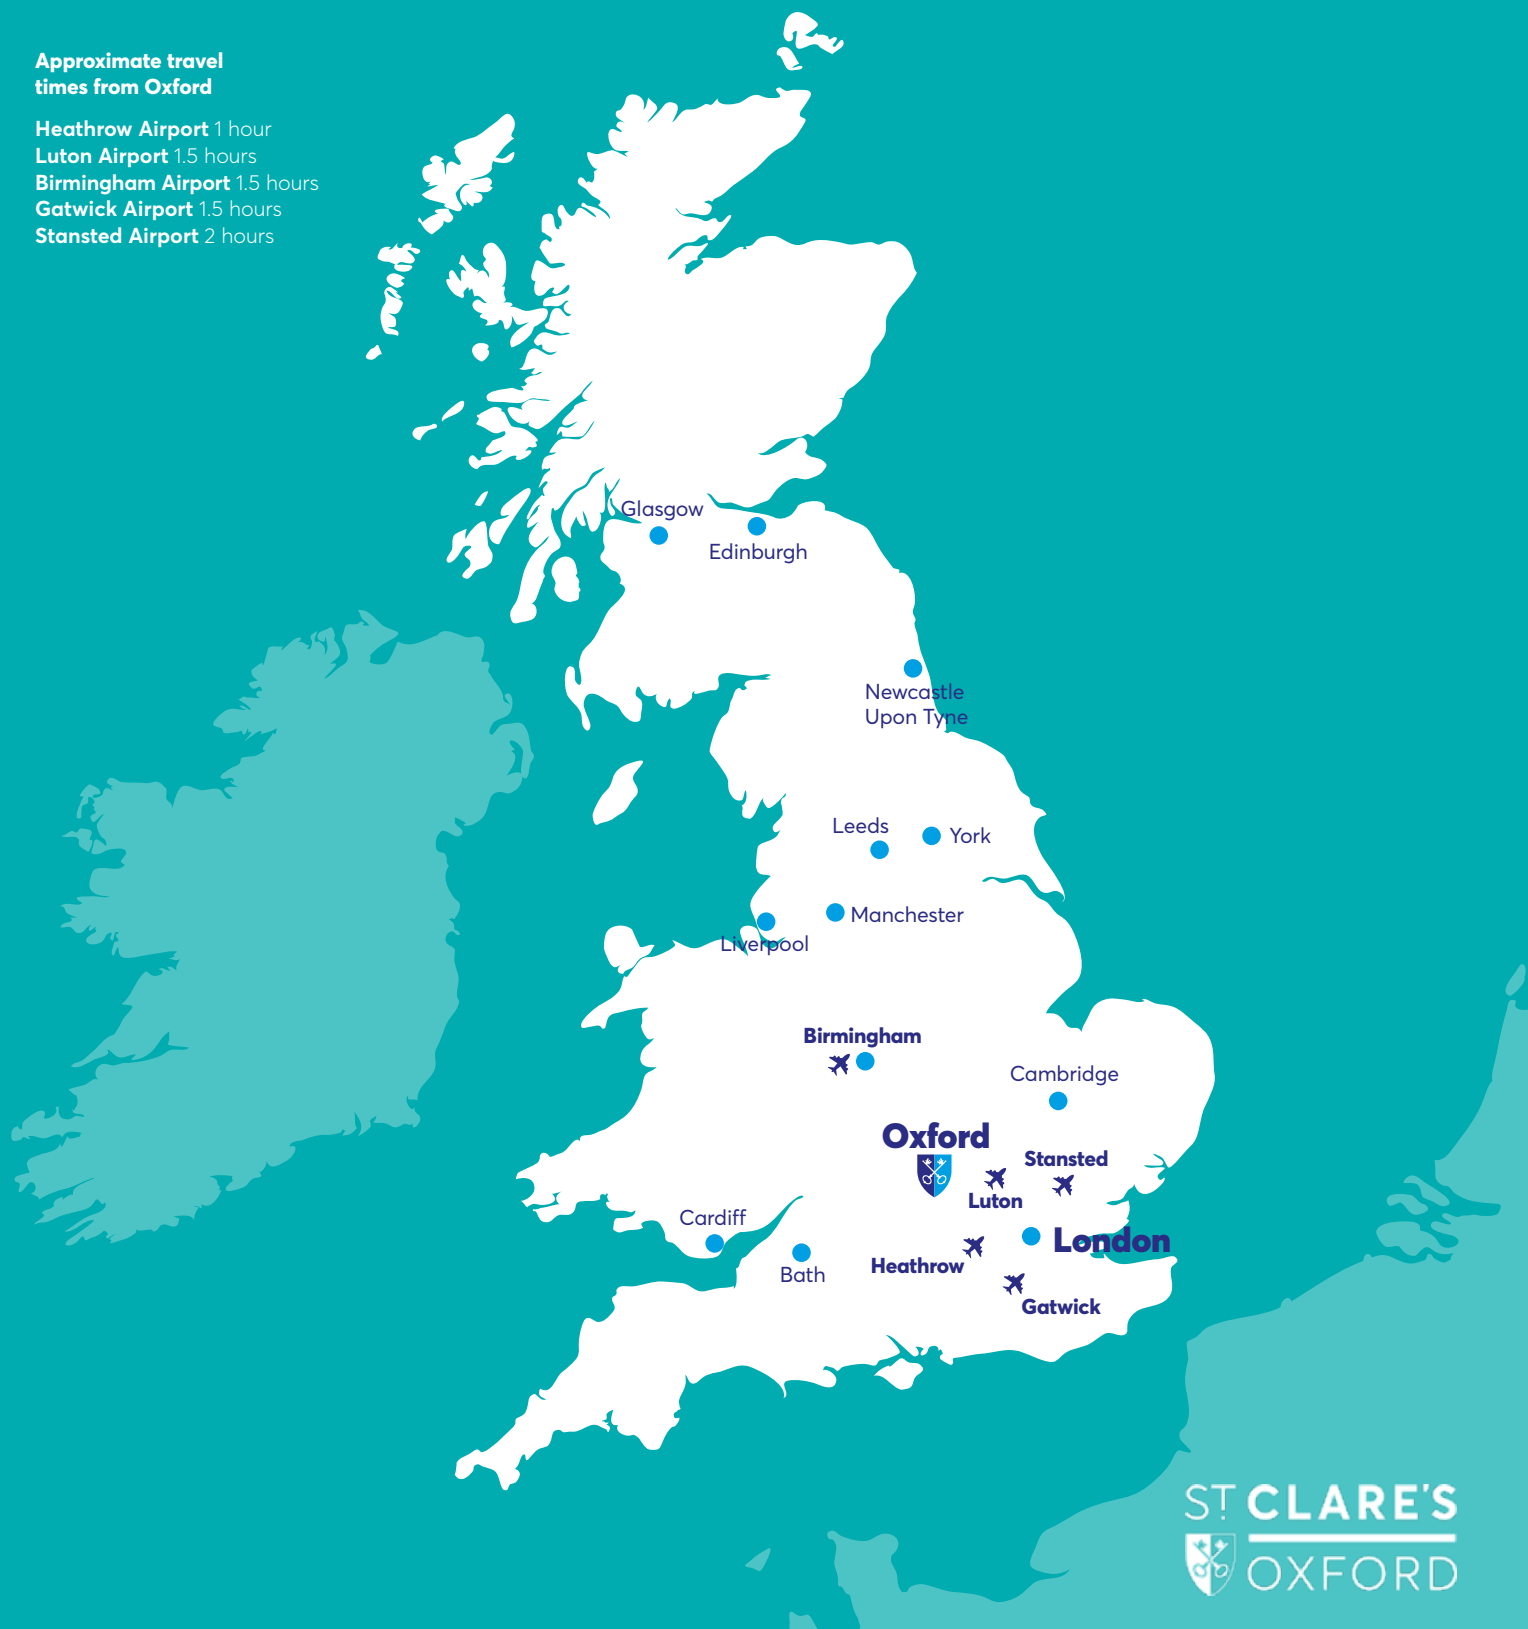 Approximate travel
times from Oxford
Heathrow Airport 1 hour
Luton Airport 1.5 hours
Birmingham Airport 1.5 hours
Gatwick Airport 1.5 hours
Stansted Airport 2 hours
Glasgow
Edinburgh
Newcastle
Upon Tyne
Leeds
York
Manchester
Liverpool
Birmingham
Cambridge
Oxford
Stansted
Luton
Cardiff
London
Heathrow
Bath
Gatwick
ST CLARE'S
OXFORD